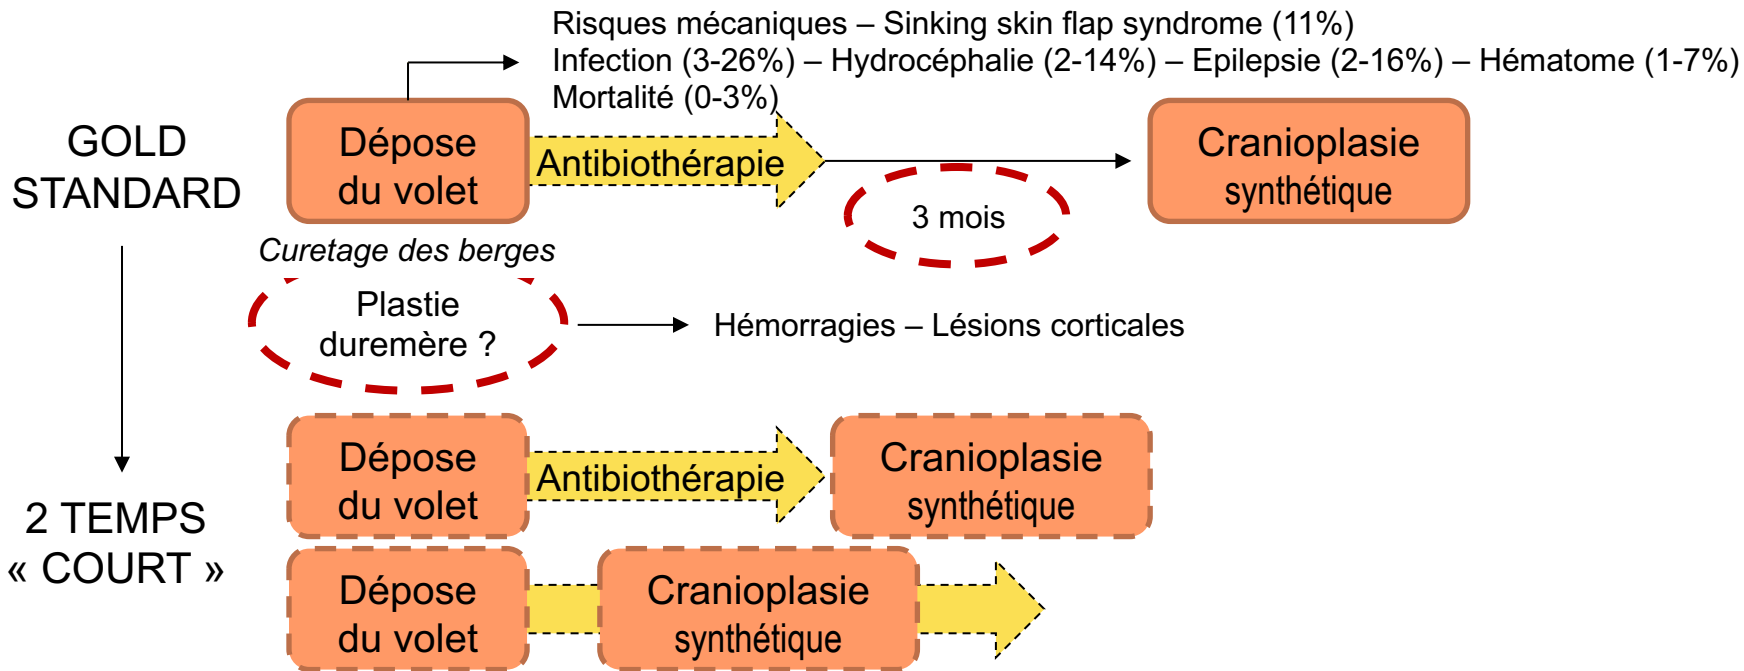 Risques mécaniques – Sinking skin flap syndrome (11%)
Infection (3-26%) – Hydrocéphalie (2-14%) – Epilepsie (2-16%) – Hématome (1-7%)
Mortalité (0-3%)
GOLD
STANDARD
Dépose
du volet
Antibiothérapie
3 mois
Cranioplasie
synthétique
Curetage des berges
Plastie
duremère ?
Hémorragies – Lésions corticales
2 TEMPS
« COURT »
Dépose
du volet
Antibiothérapie
Cranioplasie
synthétique
Dépose
du volet
Cranioplasie
synthétique